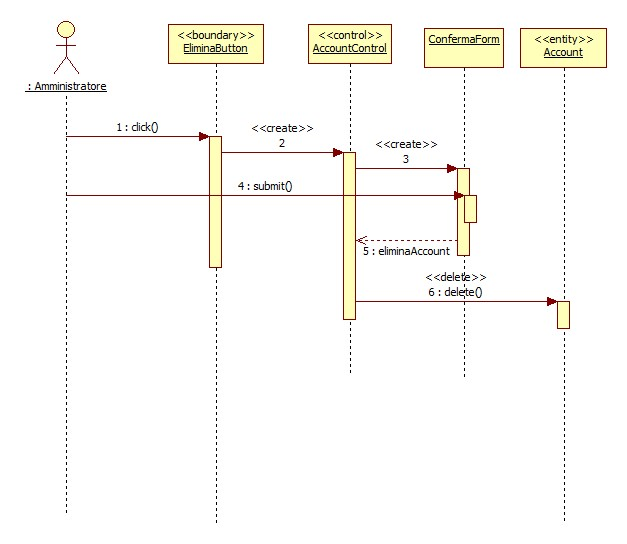 <<boundary>>
EliminaButton
<<control>>
AccountControl
ConfermaForm
<<entity>>
Account
: Amministratore
1 : click()
<<create>>
2
<<create>>
3
4 : submit()
5 : eliminaAccount
<<delete>>
6 : delete()